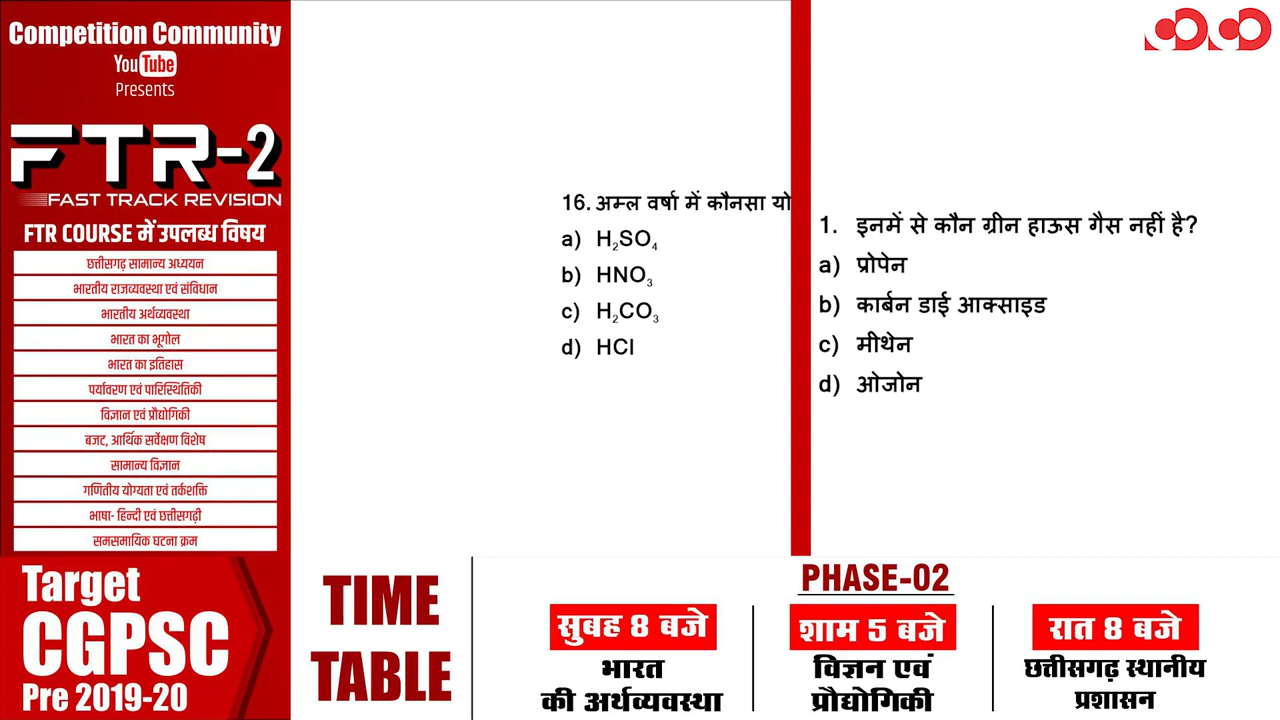 Competition Community
YouTube
Presents
FTR-2
FAST TRACK REVISION
FTR COURSE में उपलब्ध विषय
छत्तीसगढ़ सामान्य अध्ययन
भारतीय राजव्यवस्था एवं संविधान
भारतीय अर्थव्यवस्था
भारत का भूगोल
भारत का इतिहास
पर्यावरण एवं पारिस्थितिकी
विज्ञान एवं प्रौद्योगिकी
बजट, आर्थिक सर्वेक्षण विशेष
सामान्य विज्ञान
गणितीय योग्यता एवं तर्कशक्ति
भाषा- हिन्दी एवं छत्तीसगढ़ी
समसमायिक घटना क्रम
Target
CGPSC
Pre 2019-20
16. अम्ल वर्षा में कौनसा यो
a) H₂SO₄
b) HNO₃
c) H₂CO₃
d) HCl
1. इनमें से कौन ग्रीन हाऊस गैस नहीं है?
a) प्रोपेन
b) कार्बन डाई आक्साइड
c) मीथेन
d) ओजोन
TIME
TABLE
PHASE-02
सुबह 8 बजे
भारत
की अर्थव्यवस्था
शाम 5 बजे
विज्ञन एवं
प्रौद्योगिकी
रात 8 बजे
छत्तीसगढ़ स्थानीय
प्रशासन